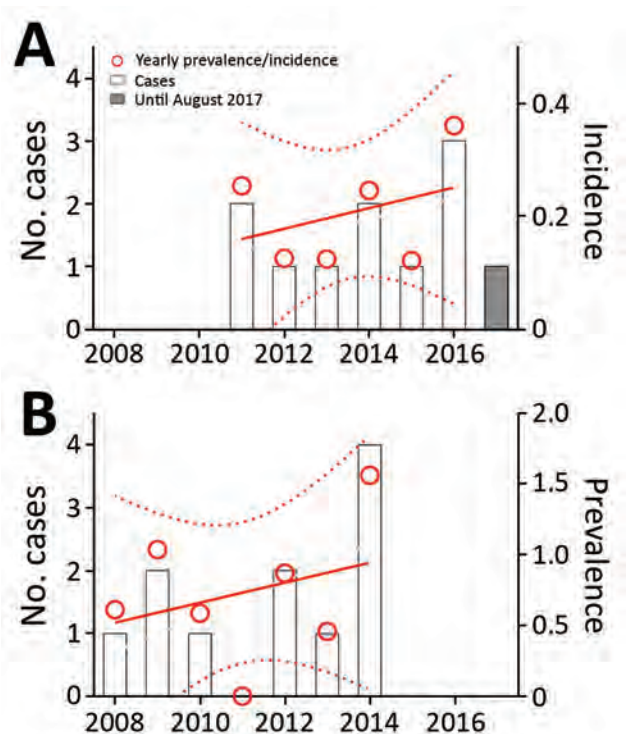 A
Yearly prevalence/incidence
Cases
Until August 2017
No. cases
4
3
2
1
0
0.4
0.2
0
Incidence
2008 2010 2012 2014 2016
B
No. cases
4
3
2
1
0
2.0
1.5
1.0
0.5
0
Prevalence
2008 2010 2012 2014 2016